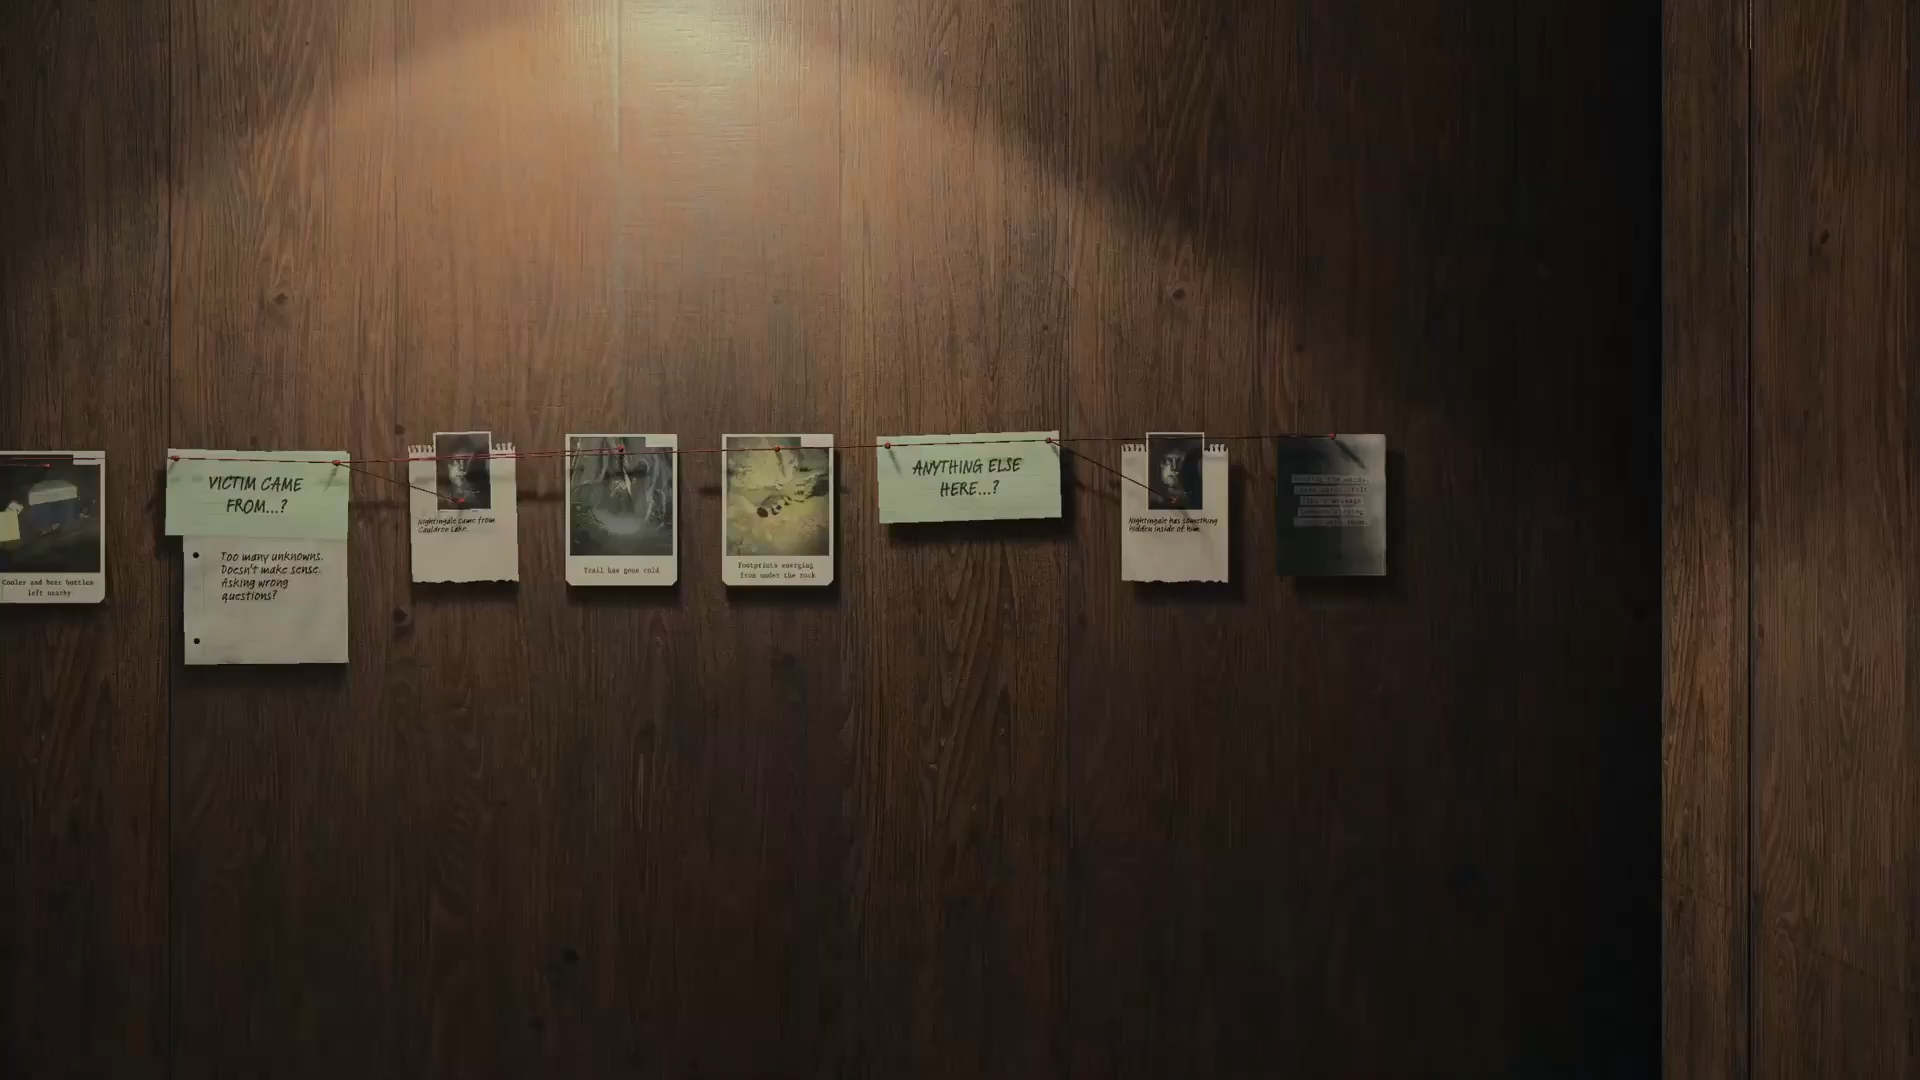 Cooler and beer bottles
left nearby
VICTIM CAME
FROM...?
Too many unknowns.
Doesn't make sense.
Asking wrong
questions?
Nightingale came from
Cauldron Lake.
Trail has gone cold
Footprints emerging
from under the rock
ANYTHING ELSE
HERE...?
Nightingale has something
hidden inside of him.